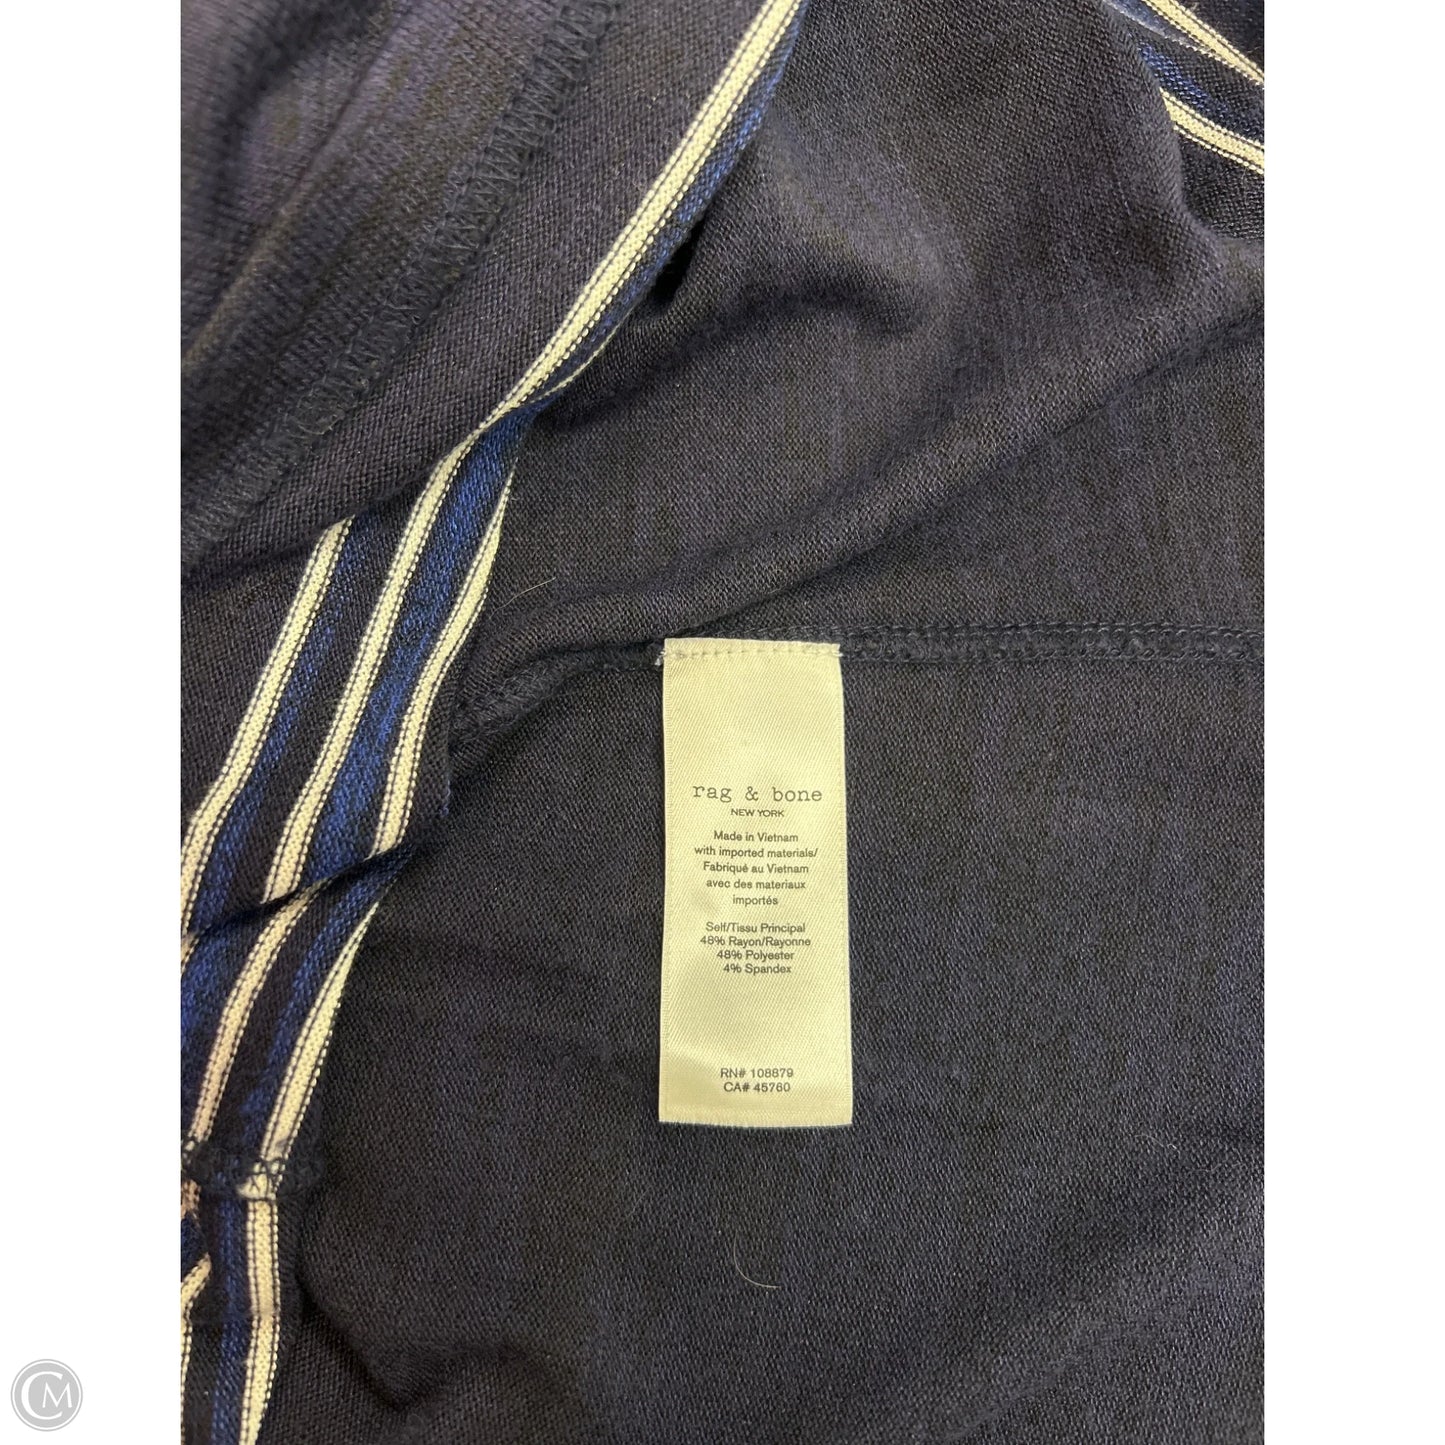 rag & bone
NEW YORK
Made in Vietnam
with imported materials/
Fabriqué au Vietnam
avec des materiaux
importés
Self/Tissu Principal
48% Rayon/Rayonne
48% Polyester
4% Spandex
RN# 108879
CA# 45760
CM